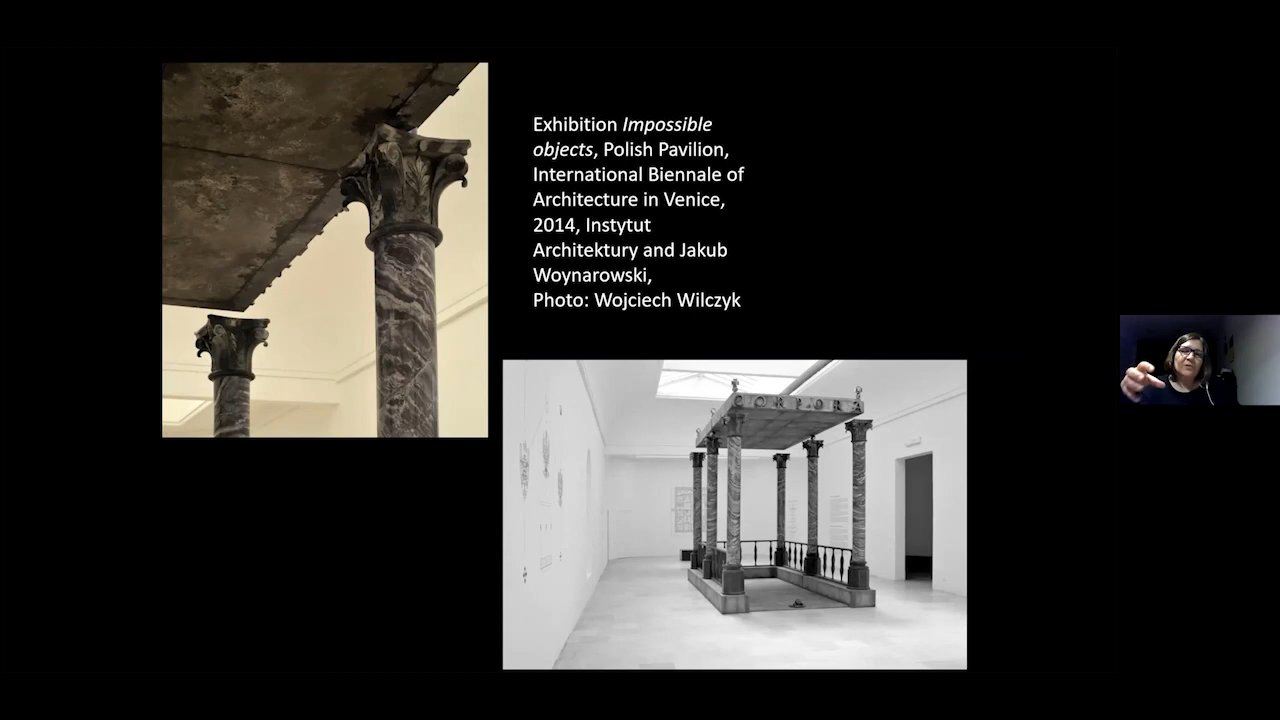 Exhibition Impossible
objects, Polish Pavilion,
International Biennale of
Architecture in Venice,
2014, Instytut
Architektury and Jakub
Woynarowski,
Photo: Wojciech Wilczyk
CORPORA